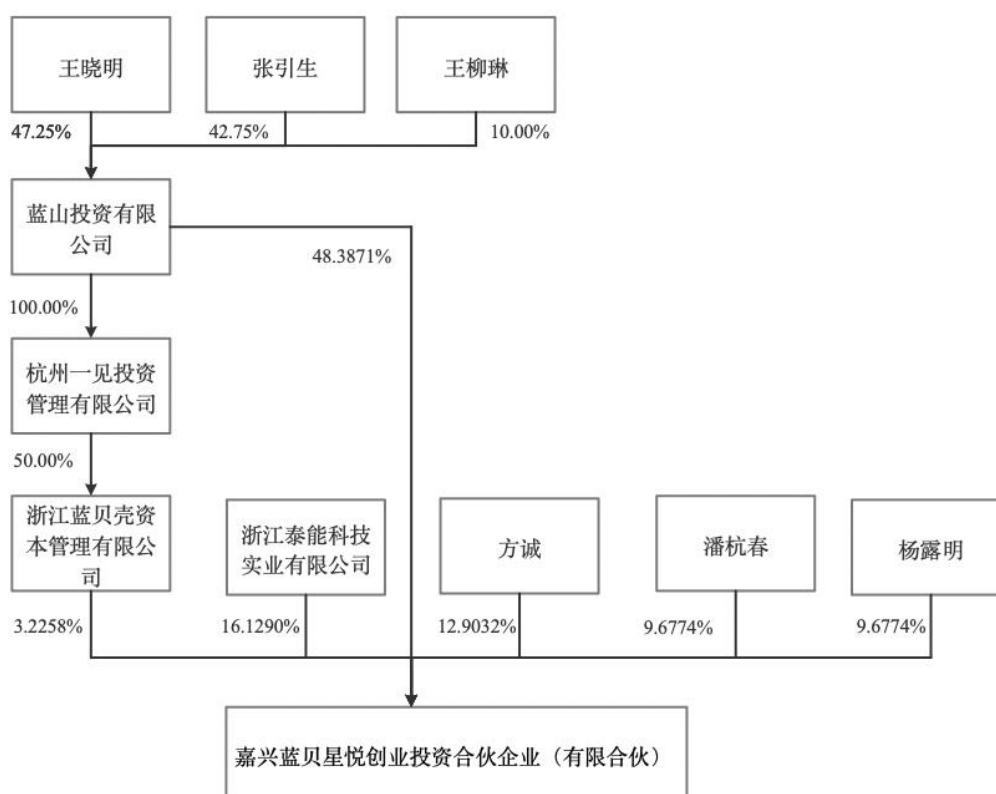 王晓明
张引生
王柳琳
47.25%
42.75%
10.00%
蓝山投资有限
公司
48.3871%
100.00%
杭州一见投资
管理有限公司
50.00%
浙江蓝贝壳资
本管理有限公
司
浙江泰能科技
实业有限公司
方诚
潘杭春
杨露明
3.2258%
16.1290%
12.9032%
9.6774%
9.6774%
嘉兴蓝贝星悦创业投资合伙企业（有限合伙）